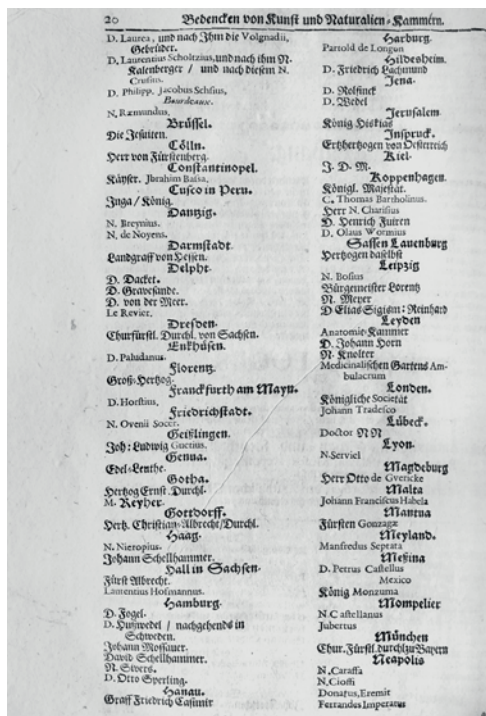 20 Bedencken von Kunst und Naturalien-Kammern.
D. Laurea, und nach Ihm die Volgnadii,
Gebrüder.
D. Laurentius Scholtzius, und nach ihm N.
Kalenberger / und nach diesem N.
Crusius.
D. Philipp. Jacobus Schsius,
Bourdeaux.
N. Ræmundus,
Brüssel.
Die Jesuiten.
Cölln.
Herr von Fürstenberg.
Constantinopel.
Käyser. Jbrahim Bassa,
Cusco in Peru.
Jnga / König.
Dantzig.
N. Breynius.
N. de Noyens.
Darmstadt.
Landgraff von Hessen.
Delpht.
D. Dacket.
D. Gravesande.
D. von der Meer.
Le Revier.
Dresden.
Churfürstl. Durchl. von Sachsen.
Enkhüsen.
D. Paludanus.
Florentz.
Groß-Hertzog.
Franckfurth am Mayn.
D. Horstius,
Friedrichstadt.
N. Ovenii Socer.
Geißlingen.
Joh: Ludwig
Genua.
Edel-Leuthe.
Gotha.
Hertzog Ernst. Durchl.
M. Reyher.
Gottdorff.
Hertz. Christian-Albrecht/Durchl.
Haag.
N. Nieropius.
Johann Schellhammer.
Hall in Sachsen.
Fürst Albrecht.
Lamentius Hofmannus.
Hamburg.
D. Fogel.
D. / nachgehends in
Schweden.
Johann Mossauer.
David Schellhammer.
N. Sivers.
D. Otto Sperling.
Hanau.
Graff Friedrich Casimir
Harburg.
Partold de Longun
Hildesheim.
D. Friedrich Lachmund
Jena.
D. Rolfinck
D. Wedel
Jerusalem
König Hiskias
Jnspruck.
Ertzhertzogen von Oesterreich
Kiel.
J. D. M.
Koppenhagen.
Königl. Majestät.
C. Thomas Bartholinus.
Herr N. Charisius
D. Henrich Fuiren
D. Olaus Wormius
Sassen Lauenburg
Hertzogen daselbst
Leipzig
N. Bosius
Bürgemeister Lorentz
N. Meyer
D Elias Sigism: Reinhard
Leyden
Anatomie-Kammer
D. Johann Horn
N. Knolter
Medicinalischen Gartens Am-
bulacrum
Londen.
Königliche Societät
Johann Tradesco
Lübeck.
Doctor N N
Lyon.
N. Serviel
Magdeburg
Herr Otto de Gvericke
Malta
Johann Franciscus Habela
Mantua
Fürsten Gonzagæ
Meyland.
Manfredus Septata
Meßina
D. Petrus Castellus
Mexico
König Monzuma
Mompelier
N. Castellanus
Jubertus
München
Chur. Fürstl. durchl zu Bayern
Neapolis
N. Caraffa
N. Cioffi
Donatus, Eremit
Ferrandes Imperatus